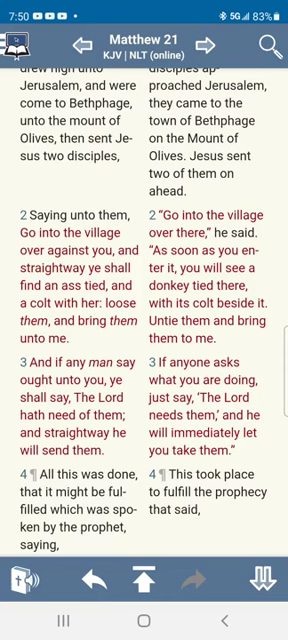 7:50
5G 83%
Matthew 21
KJV | NLT (online)
drew nigh unto
Jerusalem, and were
come to Bethphage,
unto the mount of
Olives, then sent Je-
sus two disciples,
disciples ap-
proached Jerusalem,
they came to the
town of Bethphage
on the Mount of
Olives. Jesus sent
two of them on
ahead.
2 Saying unto them,
Go into the village
over against you, and
straightway ye shall
find an ass tied, and
a colt with her: loose
them, and bring them
unto me.
2 “Go into the village
over there,” he said.
“As soon as you en-
ter it, you will see a
donkey tied there,
with its colt beside it.
Untie them and bring
them to me.
3 And if any man say
ought unto you, ye
shall say, The Lord
hath need of them;
and straightway he
will send them.
3 If anyone asks
what you are doing,
just say, ‘The Lord
needs them,’ and he
will immediately let
you take them.”
4 ¶ All this was done,
that it might be ful-
filled which was spo-
ken by the prophet,
saying,
4 ¶ This took place
to fulfill the prophecy
that said,